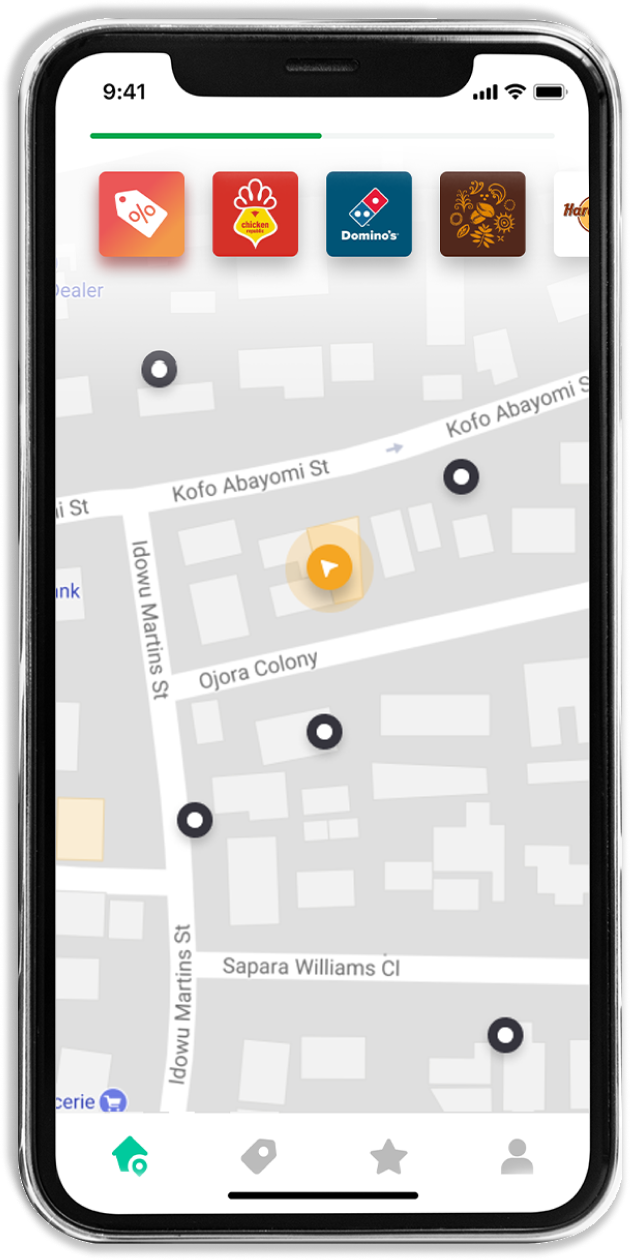 9:41
%
chicken
republic
Domino's
Har
Dealer
Kofo Abayomi S
Kofo Abayomi St
i St
Idowu Martins St
nk
Ojora Colony
Sapara Williams Cl
Idowu Martins St
cerie